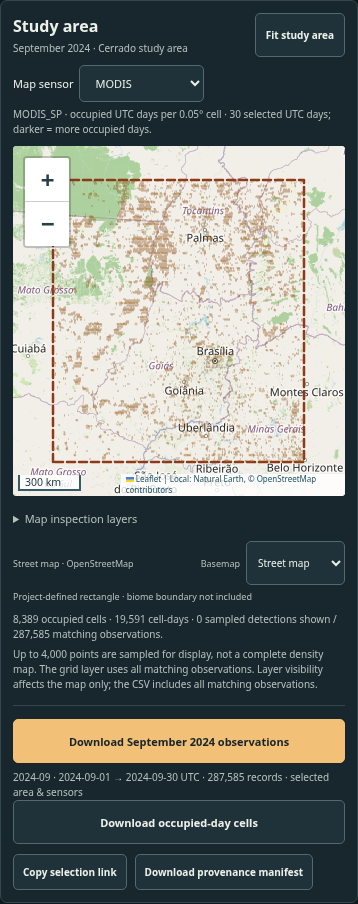 Study area
September 2024 · Cerrado study area
Fit study area
Map sensor
MODIS
MODIS_SP · occupied UTC days per 0.05° cell · 30 selected UTC days;
darker = more occupied days.
+
−
Tocantins
Palmas
Mato Grosso
Bah
Cuiabá
Brasília
Goiás
Goiânia
Montes Claros
Uberlândia
Minas Gerais
Mato Grosso
Ribeirão
Belo Horizonte
300 km
Leaflet | Local: Natural Earth, © OpenStreetMap
contributors
Map inspection layers
Street map · OpenStreetMap
Basemap
Street map
Project-defined rectangle · biome boundary not included
8,389 occupied cells · 19,591 cell-days · 0 sampled detections shown /
287,585 matching observations.
Up to 4,000 points are sampled for display, not a complete density
map. The grid layer uses all matching observations. Layer visibility
affects the map only; the CSV includes all matching observations.
Download September 2024 observations
2024-09 · 2024-09-01 → 2024-09-30 UTC · 287,585 records · selected
area & sensors
Download occupied-day cells
Copy selection link
Download provenance manifest